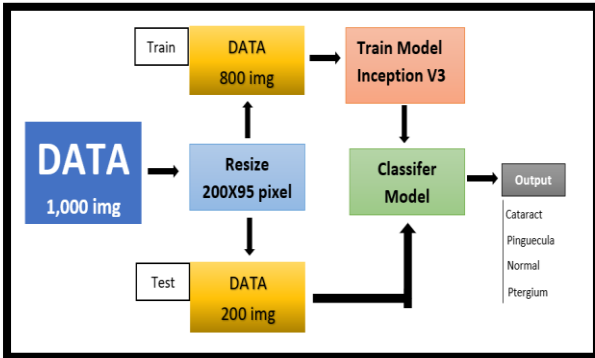 Train
DATA
800 img
Train Model
Inception V3
DATA
1,000 img
Resize
200X95 pixel
Classifer
Model
Output
Cataract
Pinguecula
Normal
Ptergium
Test
DATA
200 img